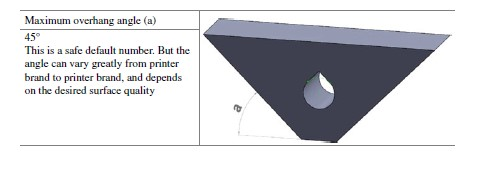 Maximum overhang angle (a)
45°
This is a safe default number. But the
angle can vary greatly from printer
brand to printer brand, and depends
on the desired surface quality
a